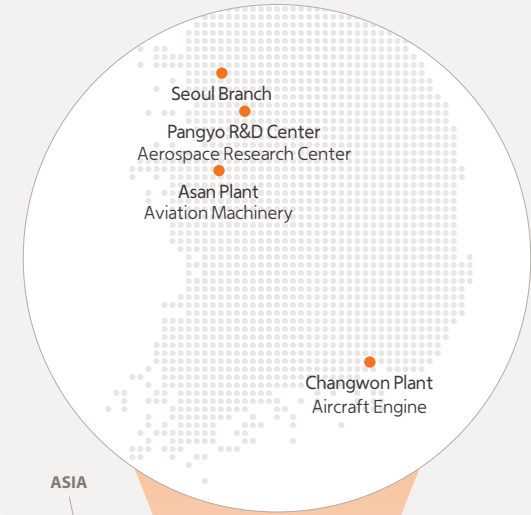 Seoul Branch
Pangyo R&D Center
Aerospace Research Center
Asan Plant
Aviation Machinery
Changwon Plant
Aircraft Engine
ASIA